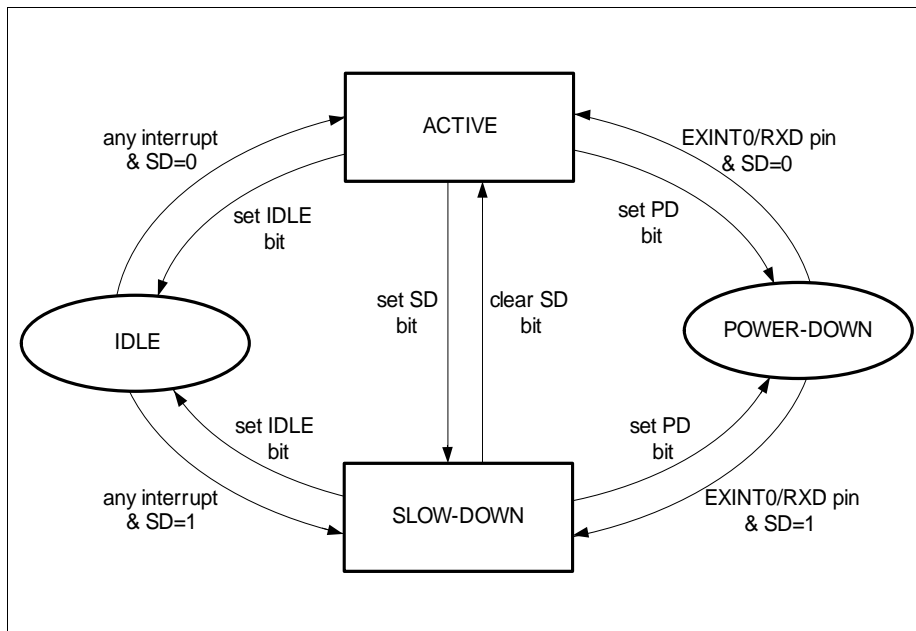 ACTIVE
any interrupt
& SD=0
EXINT0/RXD pin
& SD=0
set IDLE
bit
set PD
bit
set SD
bit
clear SD
bit
IDLE
POWER-DOWN
set IDLE
bit
set PD
bit
any interrupt
& SD=1
SLOW-DOWN
EXINT0/RXD pin
& SD=1